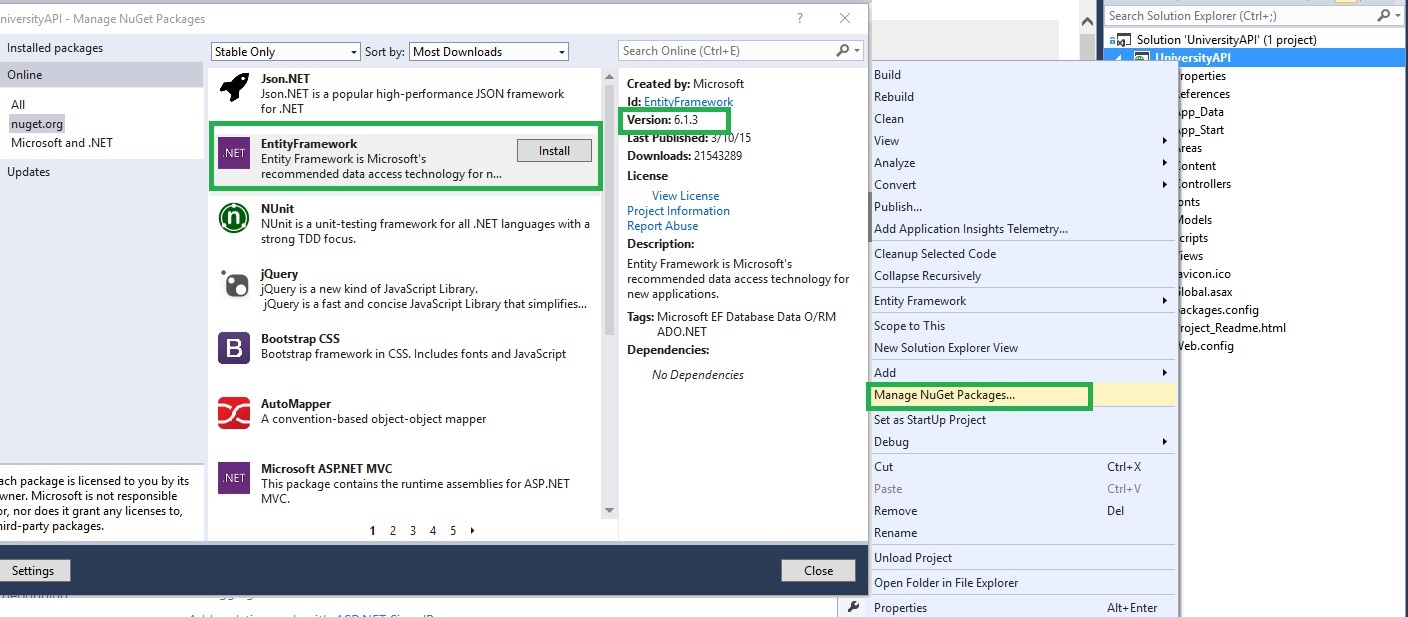 niversityAPI - Manage NuGet Packages
?
Installed packages
Online
All
nuget.org
Microsoft and .NET
Updates
ach package is licensed to you by its
wner. Microsoft is not responsible
or, nor does it grant any licenses to,
hird-party packages.
Settings
Stable Only
Sort by: Most Downloads
Json.NET
Json.NET is a popular high-performance JSON framework
for .NET
.NET
EntityFramework
Install
Entity Framework is Microsoft's
recommended data access technology for n...
NUnit
NUnit is a unit-testing framework for all .NET languages with a
strong TDD focus.
jQuery
jQuery is a new kind of JavaScript Library.
jQuery is a fast and concise JavaScript Library that simplifies...
B
Bootstrap CSS
Bootstrap framework in CSS. Includes fonts and JavaScript
AutoMapper
A convention-based object-object mapper
.NET
Microsoft ASP.NET MVC
This package contains the runtime assemblies for ASP.NET
MVC.
1 2 3 4 5
Search Online (Ctrl+E)
Created by: Microsoft
Id: EntityFramework
Version: 6.1.3
Last Published: 3/10/15
Downloads: 21543289
License
View License
Project Information
Report Abuse
Description:
Entity Framework is Microsoft's
recommended data access technology for
new applications.
Tags: Microsoft EF Database Data O/RM
ADO.NET
Dependencies:
No Dependencies
Close
Build
Rebuild
Clean
View
Analyze
Convert
Publish...
Add Application Insights Telemetry...
Cleanup Selected Code
Collapse Recursively
Entity Framework
Scope to This
New Solution Explorer View
Add
Manage NuGet Packages...
Set as StartUp Project
Debug
Cut Ctrl+X
Paste Ctrl+V
Remove Del
Rename
Unload Project
Open Folder in File Explorer
Properties Alt+Enter
Search Solution Explorer (Ctrl+;)
Solution 'UniversityAPI' (1 project)
UniversityAPI
roperties
eferences
pp_Data
pp_Start
reas
ontent
ontrollers
onts
Models
cripts
iews
avicon.ico
lobal.asax
ackages.config
roject_Readme.html
Web.config